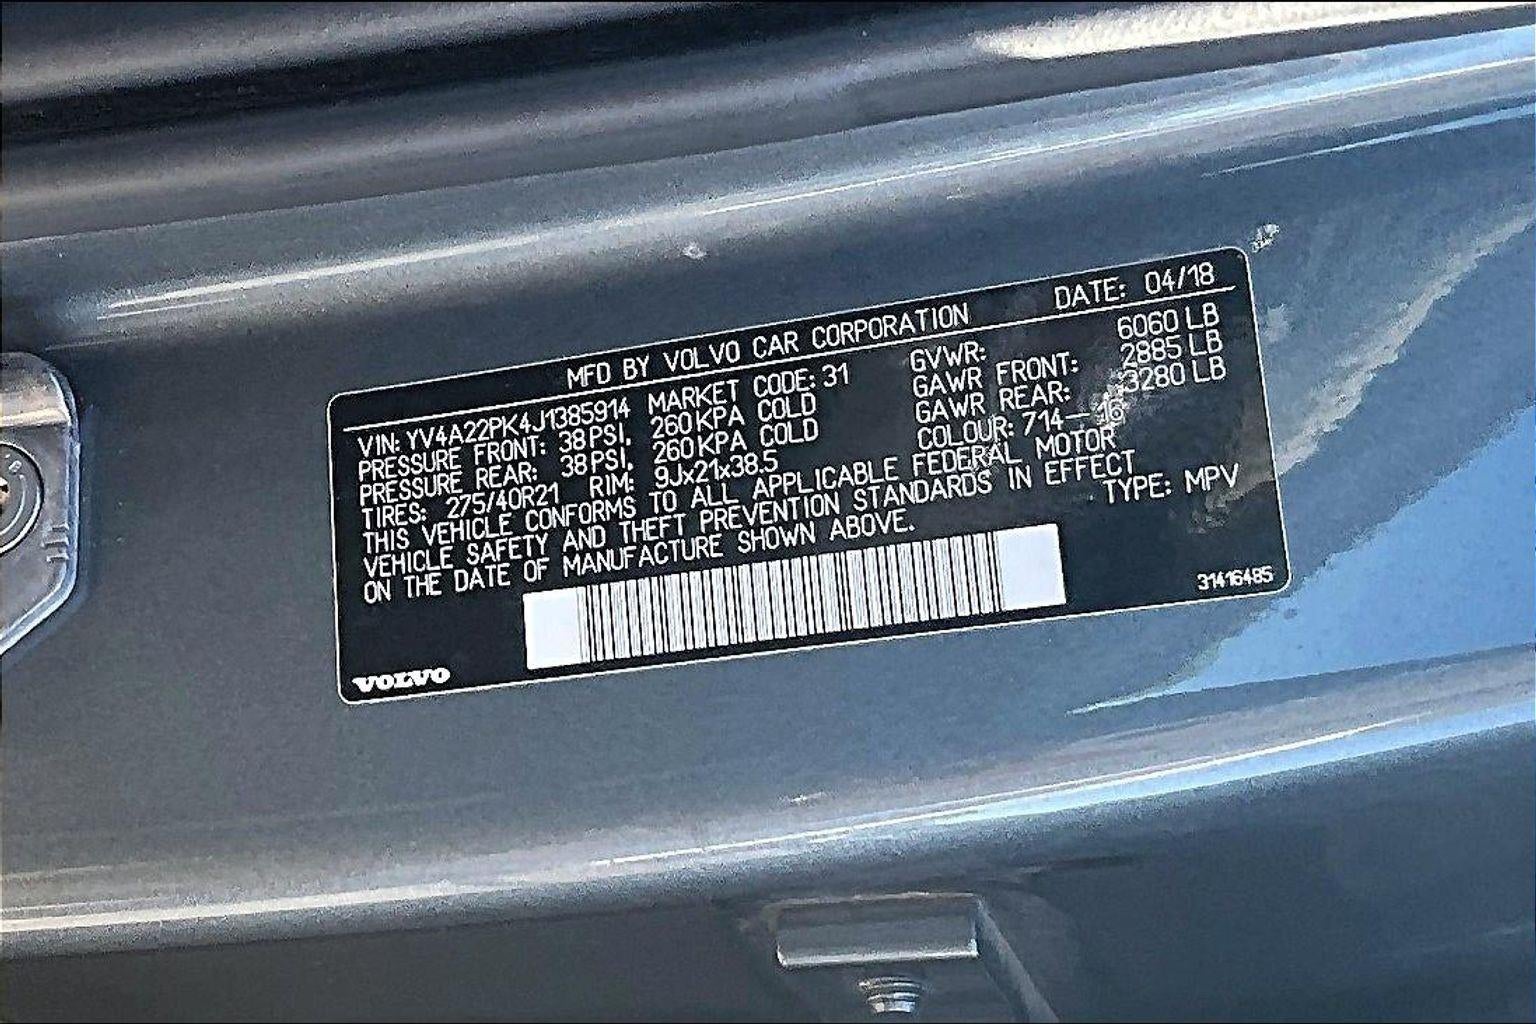 MFD BY VOLVO CAR CORPORATION DATE: 04/18
VIN: YV4A22PK4J1385914 MARKET CODE: 31 GVWR: 6060 LB
PRESSURE FRONT: 38 PSI, 260 KPA COLD GAWR FRONT: 2885 LB
PRESSURE REAR: 38 PSI, 260 KPA COLD GAWR REAR: 3280 LB
TIRES: 275/40R21 RIM: 9Jx21x38.5 COLOUR: 714-16
THIS VEHICLE CONFORMS TO ALL APPLICABLE FEDERAL MOTOR
VEHICLE SAFETY AND THEFT PREVENTION STANDARDS IN EFFECT
ON THE DATE OF MANUFACTURE SHOWN ABOVE. TYPE: MPV
31416485
VOLVO